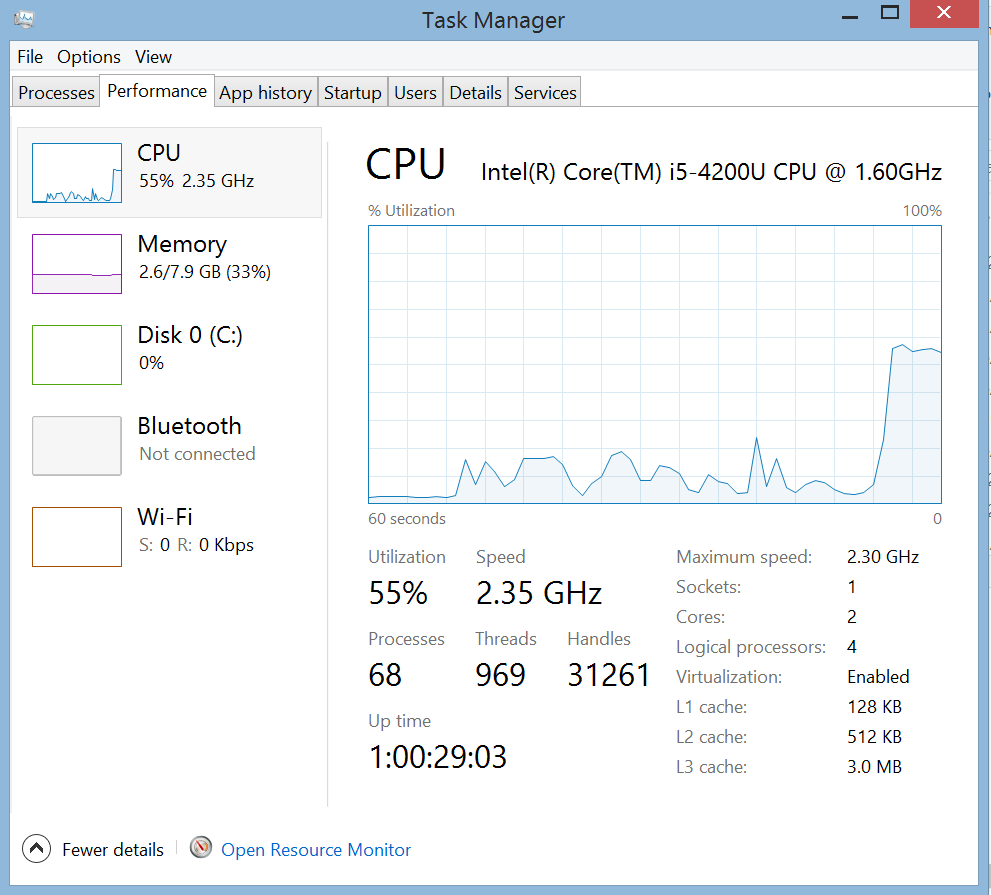 Task Manager
File Options View
Processes Performance App history Startup Users Details Services
CPU
55% 2.35 GHz
Memory
2.6/7.9 GB (33%)
Disk 0 (C:)
0%
Bluetooth
Not connected
Wi-Fi
S: 0 R: 0 Kbps
CPU Intel(R) Core(TM) i5-4200U CPU @ 1.60GHz
% Utilization 100%
60 seconds 0
Utilization Speed
55% 2.35 GHz
Processes Threads Handles
68 969 31261
Up time
1:00:29:03
Maximum speed: 2.30 GHz
Sockets: 1
Cores: 2
Logical processors: 4
Virtualization: Enabled
L1 cache: 128 KB
L2 cache: 512 KB
L3 cache: 3.0 MB
Fewer details Open Resource Monitor